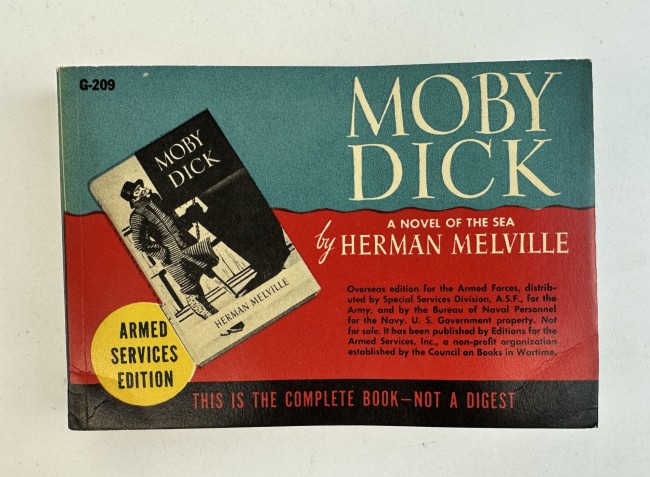 G-209
MOBY
DICK
A NOVEL OF THE SEA
by HERMAN MELVILLE
MOBY
DICK
HERMAN MELVILLE
Overseas edition for the Armed Forces, distrib-
uted by Special Services Division, A.S.F., for the
Army, and by the Bureau of Naval Personnel
for the Navy. U. S. Government property. Not
for sale. It has been published by Editions for the
Armed Services, Inc., a non-profit organization
established by the Council on Books in Wartime.
ARMED
SERVICES
EDITION
THIS IS THE COMPLETE BOOK—NOT A DIGEST